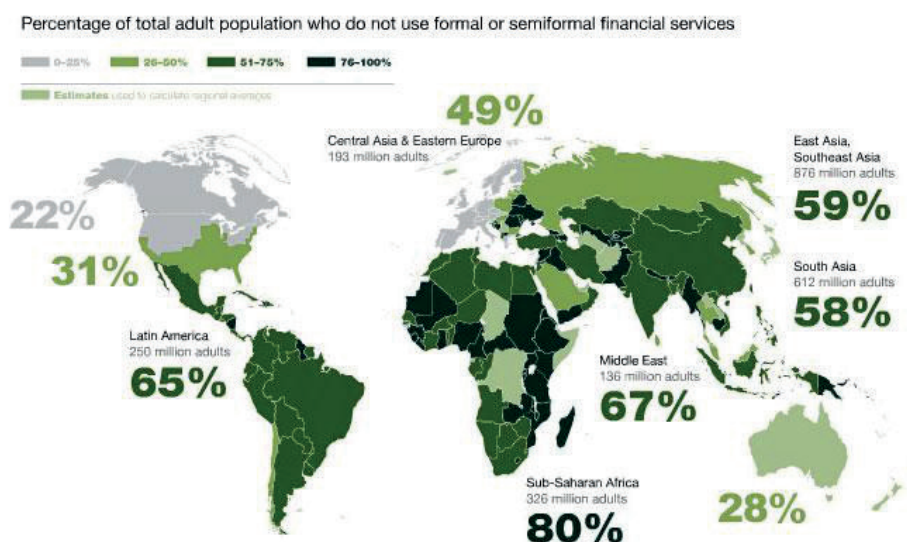 Percentage of total adult population who do not use formal or semiformal financial services
0–25% 26–50% 51–75% 76–100%
Estimates used to calculate regional averages
49%
Central Asia & Eastern Europe
193 million adults
East Asia,
Southeast Asia
876 million adults
59%
22%
31%
South Asia
612 million adults
58%
Latin America
250 million adults
65%
Middle East
136 million adults
67%
Sub-Saharan Africa
326 million adults
80%
28%